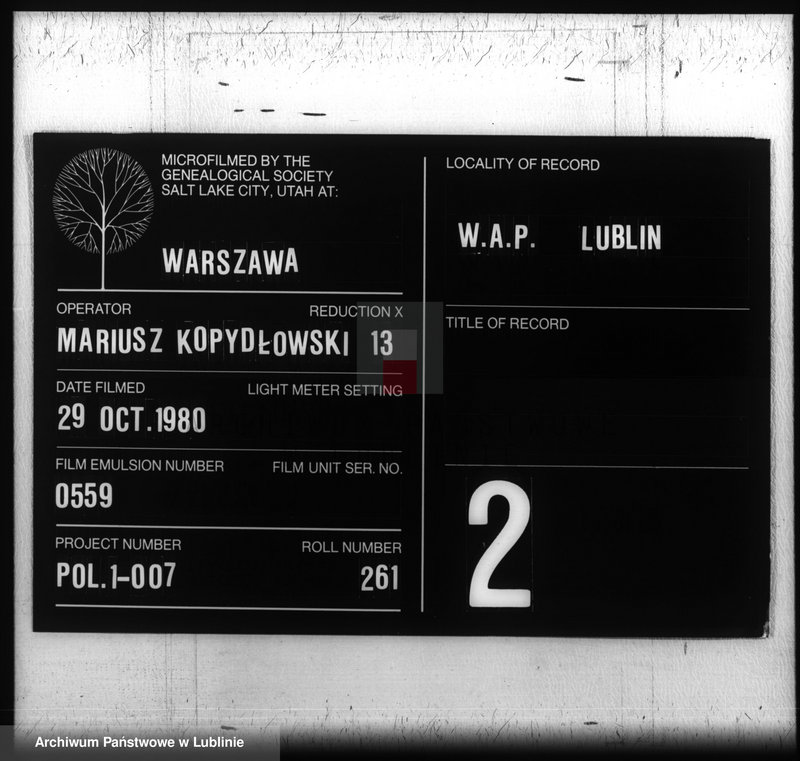 MICROFILMED BY THE
GENEALOGICAL SOCIETY
SALT LAKE CITY, UTAH AT:
WARSZAWA
OPERATOR REDUCTION X
MARIUSZ KOPYDŁOWSKI 13
DATE FILMED LIGHT METER SETTING
29 OCT.1980
FILM EMULSION NUMBER FILM UNIT SER. NO.
0559
PROJECT NUMBER ROLL NUMBER
POL.1-007 261
LOCALITY OF RECORD
W.A.P. LUBLIN
TITLE OF RECORD
2
Archiwum Państwowe w Lublinie